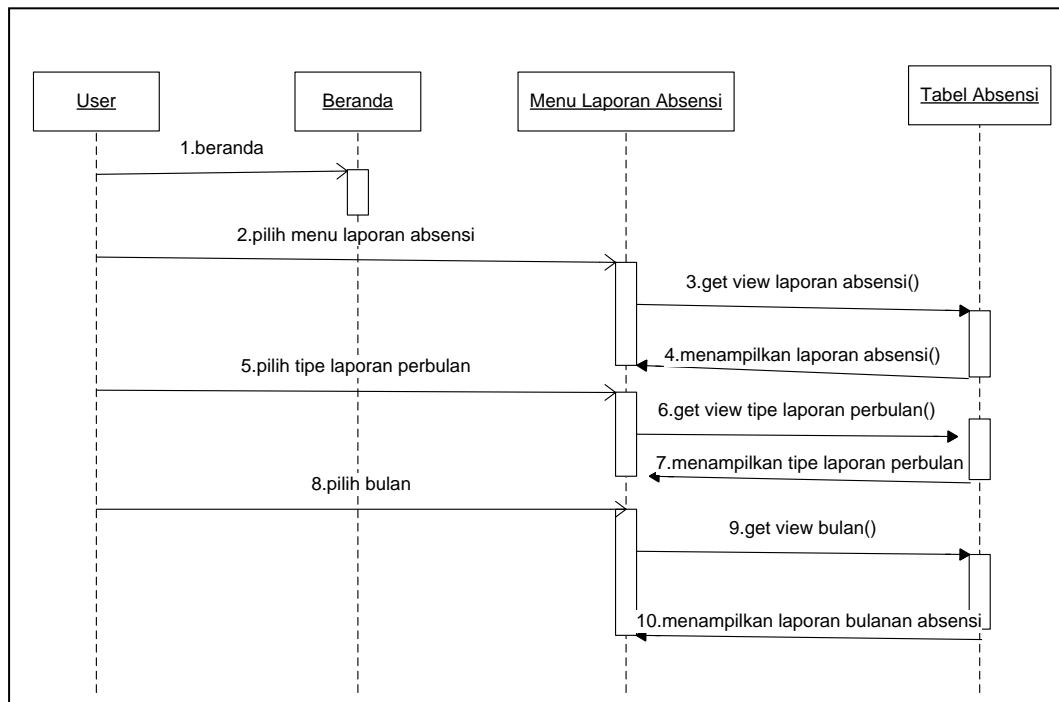 User
Beranda
Menu Laporan Absensi
Tabel Absensi
1.beranda
2.pilih menu laporan absensi
3.get view laporan absensi()
4.menampilkan laporan absensi()
5.pilih tipe laporan perbulan
6.get view tipe laporan perbulan()
7.menampilkan tipe laporan perbulan
8.pilih bulan
9.get view bulan()
10.menampilkan laporan bulanan absensi